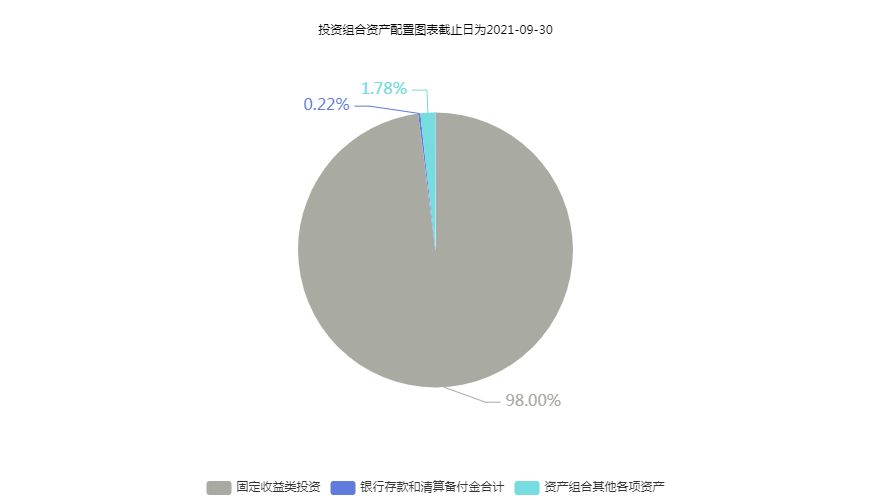 投资组合资产配置图表截止日为2021-09-30
1.78%
0.22%
98.00%
固定收益类投资 银行存款和清算备付金合计 资产组合其他各项资产